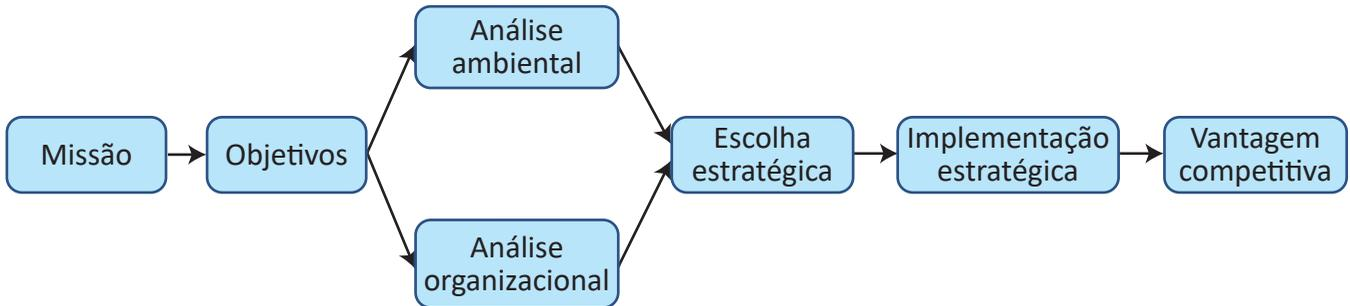 Missão
Objetivos
Análise
ambiental
Análise
organizacional
Escolha
estratégica
Implementação
estratégica
Vantagem
competitiva